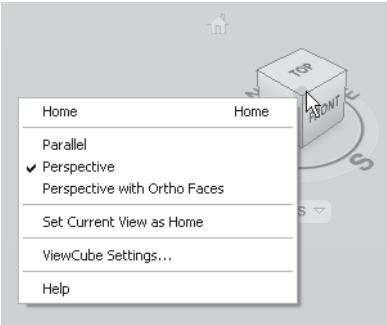 TOP
FRONT
S
S
Home Home
Parallel
Perspective
Perspective with Ortho Faces
Set Current View as Home
ViewCube Settings...
Help